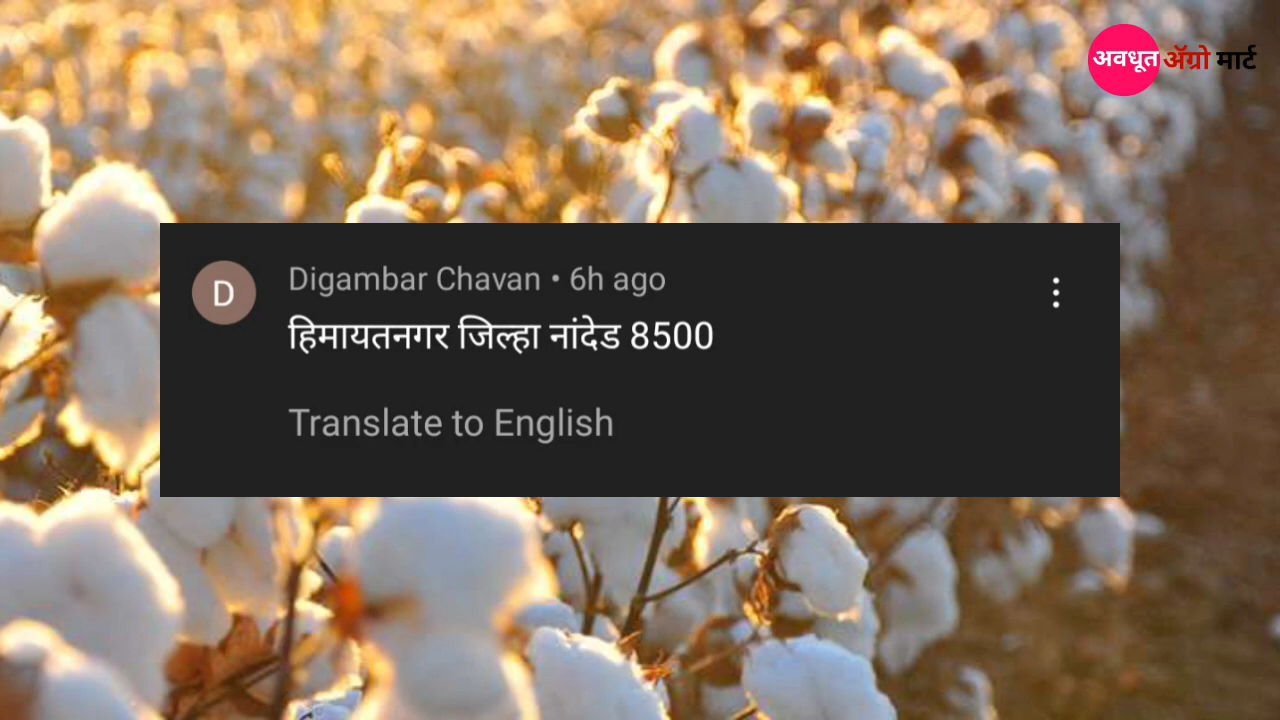 अवधूत ॲग्रो मार्ट
D
Digambar Chavan • 6h ago
हिमायतनगर जिल्हा नांदेड 8500
Translate to English